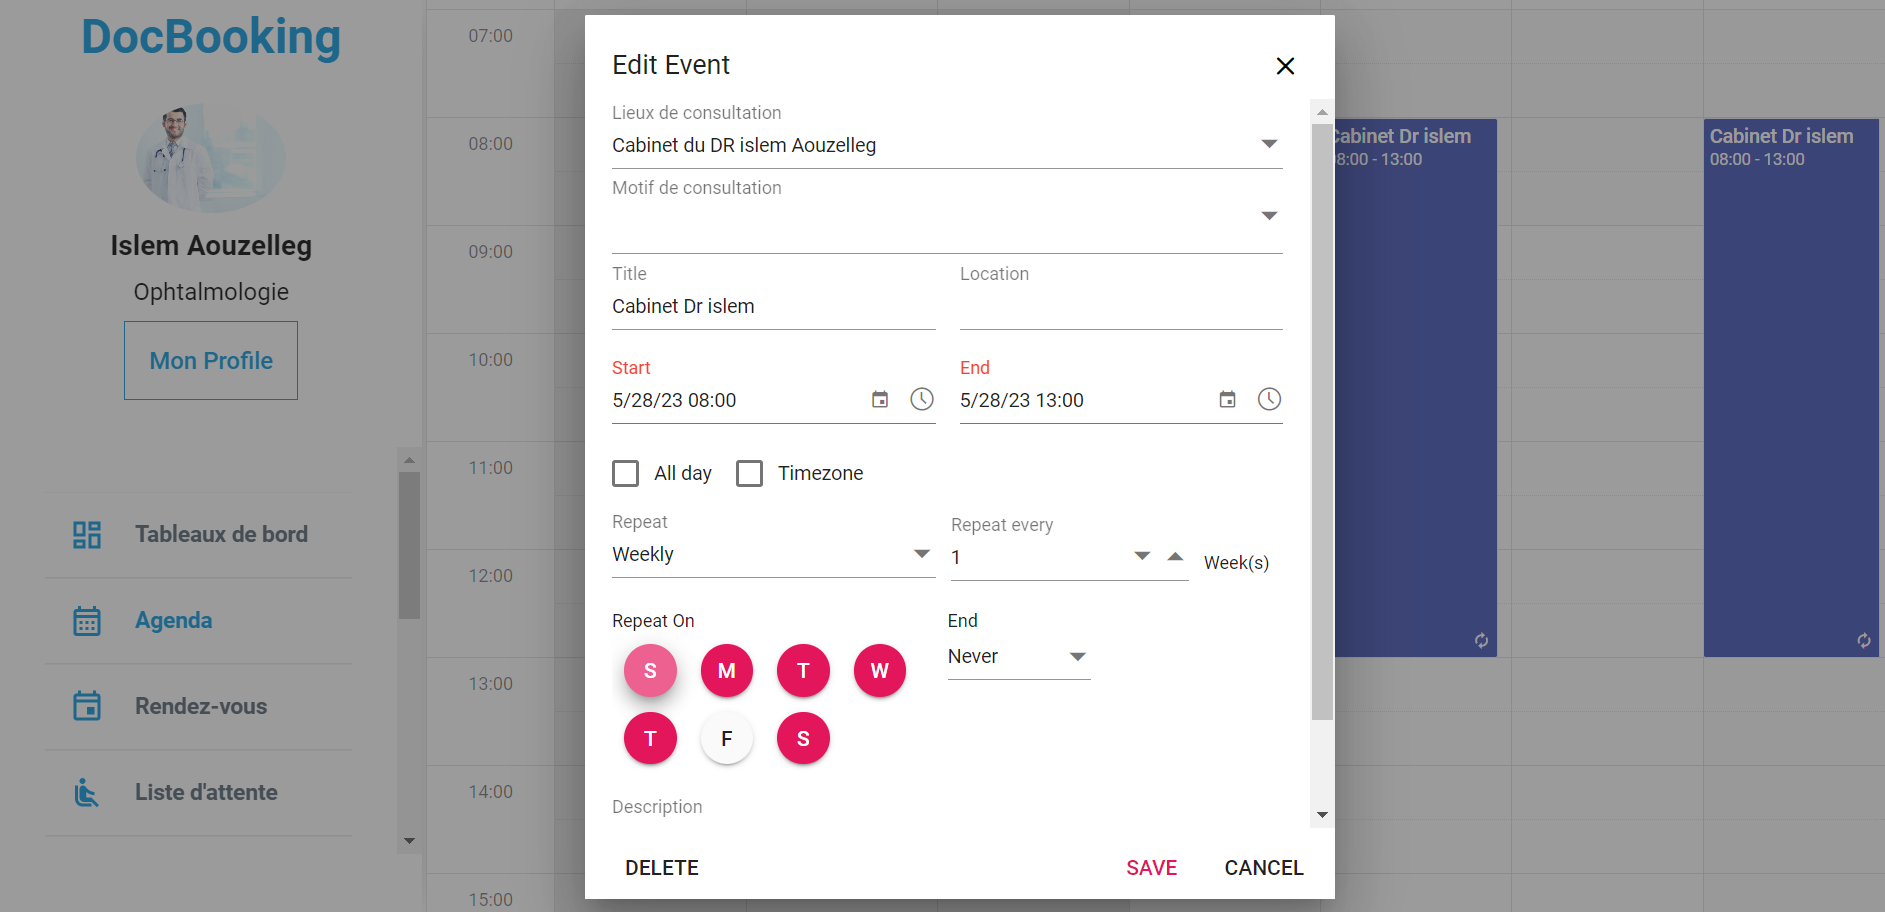 DocBooking
Islem Aouzelleg
Ophtalmologie
Mon Profile
Tableaux de bord
Agenda
Rendez-vous
Liste d'attente
07:00
08:00
09:00
10:00
11:00
12:00
13:00
14:00
15:00
Edit Event
Lieux de consultation
Cabinet du DR islem Aouzelleg
Motif de consultation
Title
Location
Cabinet Dr islem
Start
End
5/28/23 08:00
5/28/23 13:00
All day
Timezone
Repeat
Repeat every
Weekly
1
Week(s)
Repeat On
End
S M T W
Never
T F S
Description
DELETE
SAVE
CANCEL
Cabinet Dr islem
08:00 - 13:00
Cabinet Dr islem
08:00 - 13:00